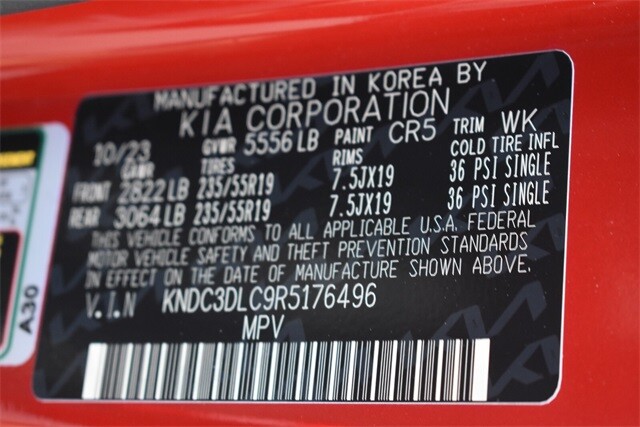 MANUFACTURED IN KOREA BY
KIA CORPORATION
10/23 GVWR 5556 LB PAINT CR5 TRIM WK
GAWR TIRES RIMS COLD TIRE INFL
FRONT 2822 LB 235/55R19 7.5JX19 36 PSI SINGLE
REAR 3064 LB 235/55R19 7.5JX19 36 PSI SINGLE
THIS VEHICLE CONFORMS TO ALL APPLICABLE U.S.A. FEDERAL
MOTOR VEHICLE SAFETY AND THEFT PREVENTION STANDARDS
IN EFFECT ON THE DATE OF MANUFACTURE SHOWN ABOVE.
V.I.N KNDC3DLC9R5176496
MPV
A30